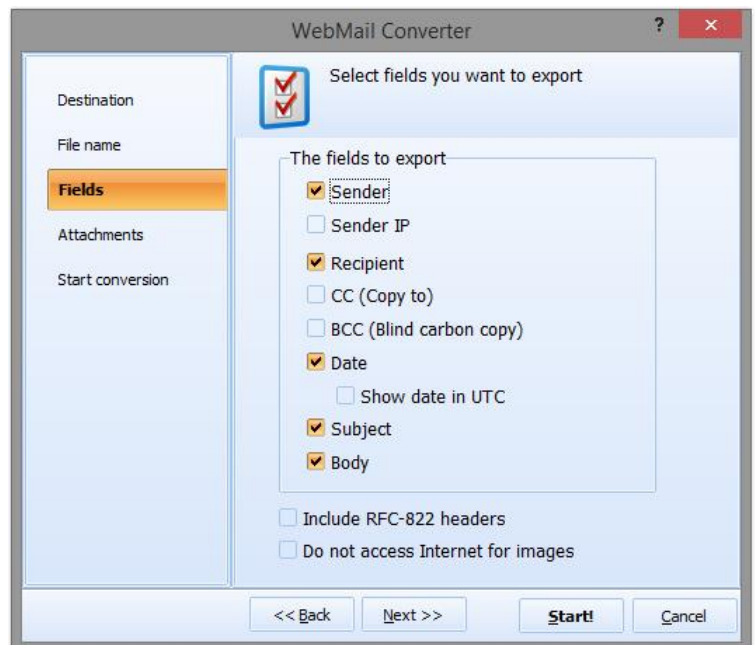 WebMail Converter
?
Select fields you want to export
Destination
File name
Fields
Attachments
Start conversion
The fields to export
Sender
Sender IP
Recipient
CC (Copy to)
BCC (Blind carbon copy)
Date
Show date in UTC
Subject
Body
Include RFC-822 headers
Do not access Internet for images
<< Back Next >> Start! Cancel